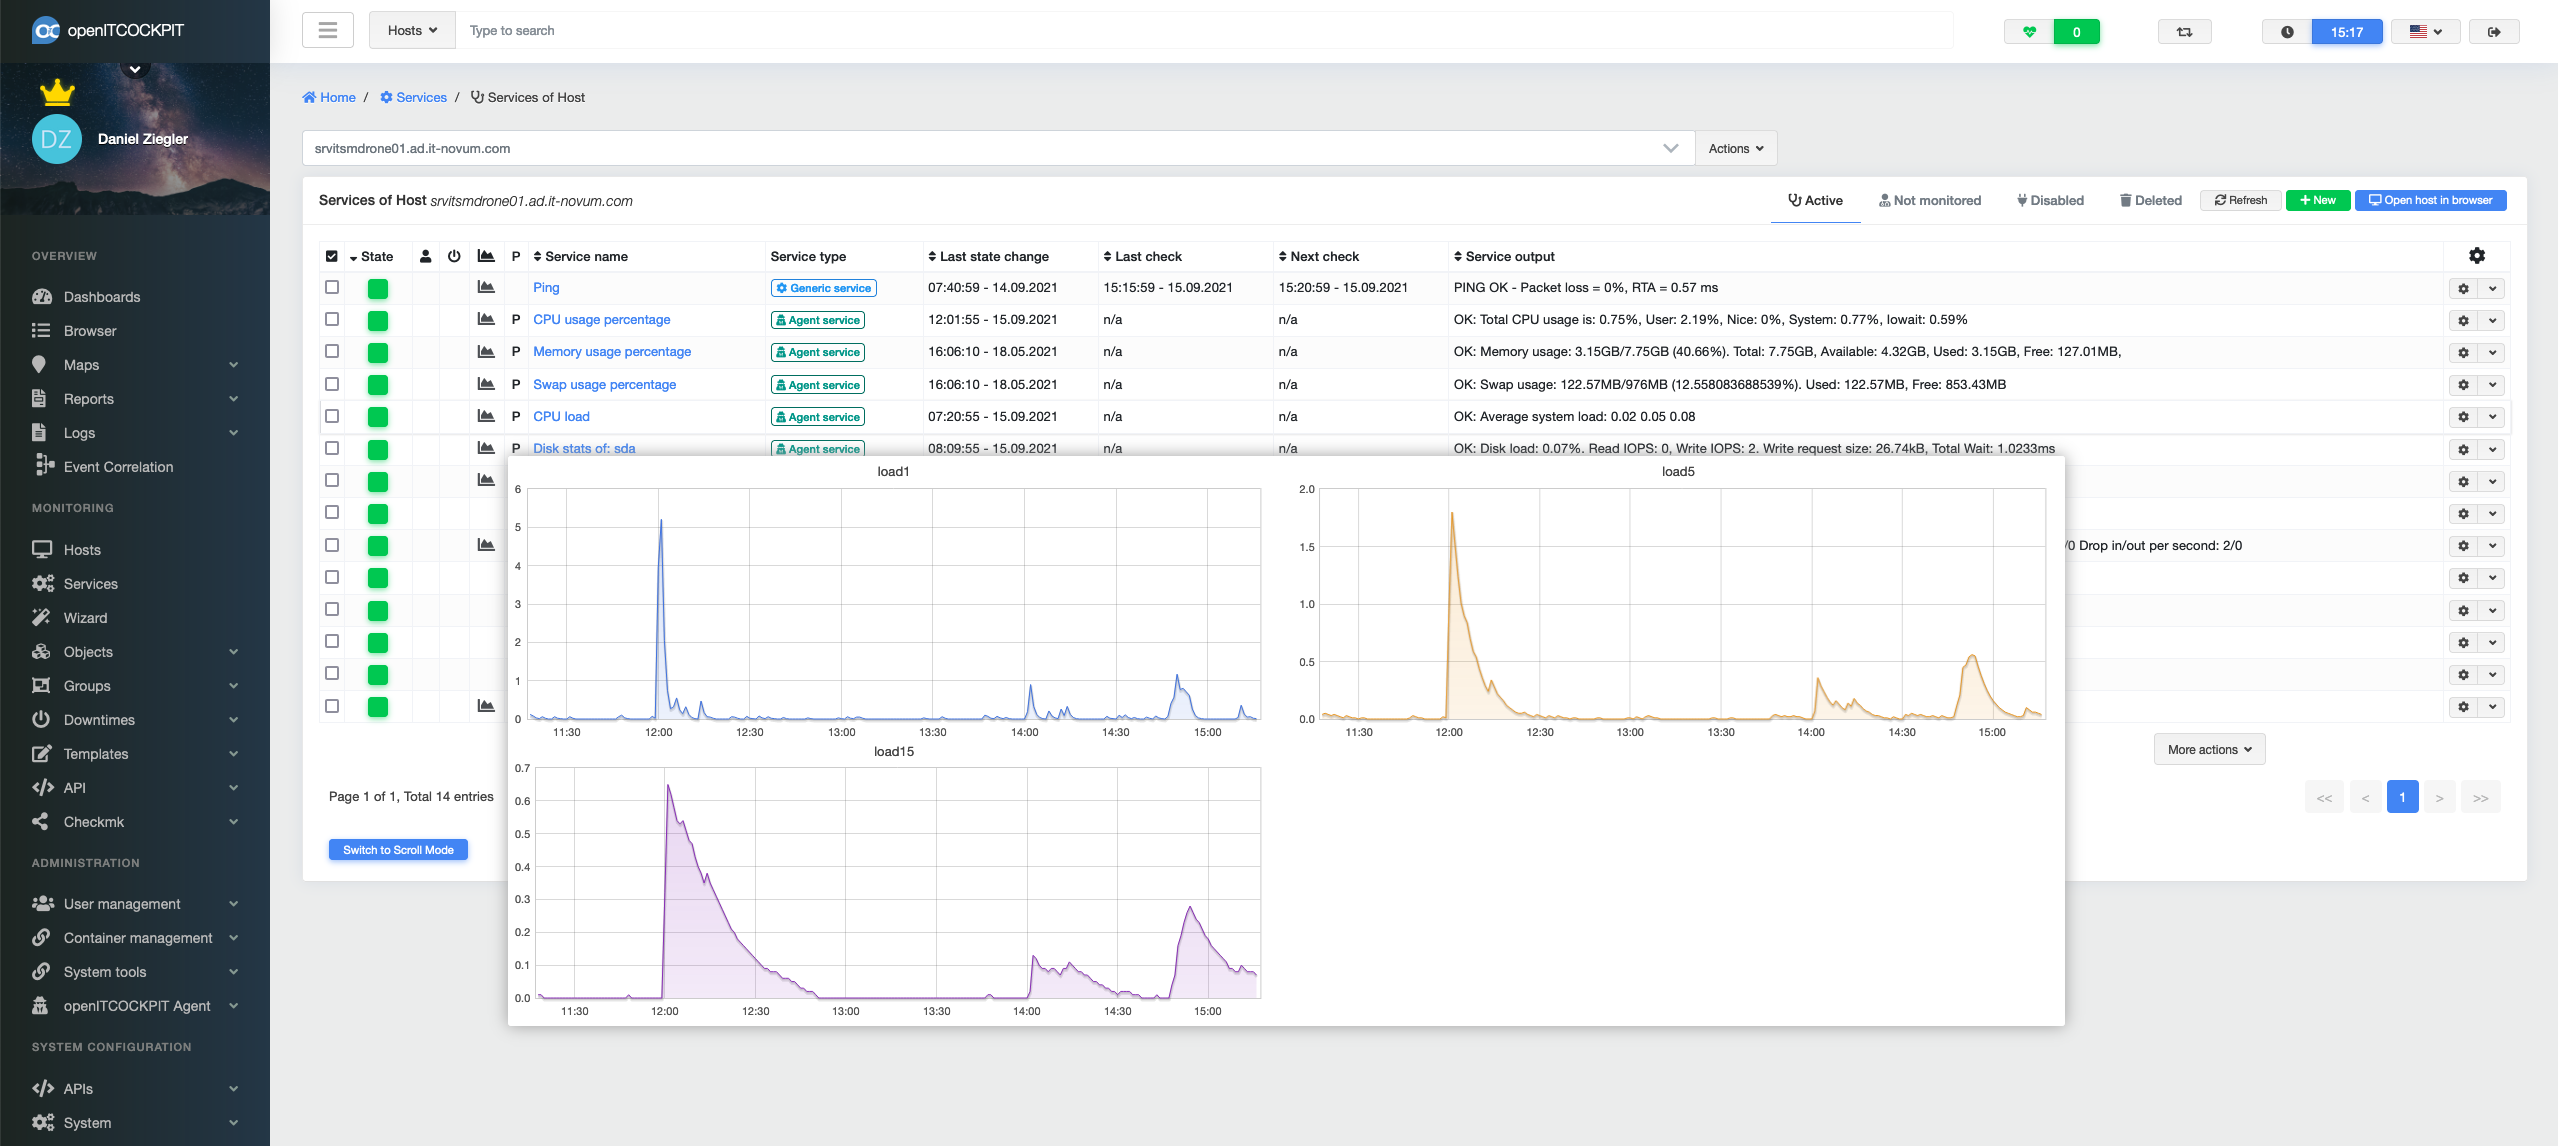 openITCOCKPIT
Hosts
Type to search
0
15:17
DZ
Daniel Ziegler
OVERVIEW
Dashboards
Browser
Maps
Reports
Logs
Event Correlation
MONITORING
Hosts
Services
Wizard
Objects
Groups
Downtimes
Templates
API
Checkmk
ADMINISTRATION
User management
Container management
System tools
openITCOCKPIT Agent
SYSTEM CONFIGURATION
APIs
System
Home / Services / Services of Host
srvitsmdrone01.ad.it-novum.com
Actions
Services of Host srvitsmdrone01.ad.it-novum.com
Active Not monitored Disabled Deleted Refresh New Open host in browser
State P Service name Service type Last state change Last check Next check Service output
Ping Generic service 07:40:59 - 14.09.2021 15:15:59 - 15.09.2021 15:20:59 - 15.09.2021 PING OK - Packet loss = 0%, RTA = 0.57 ms
P CPU usage percentage Agent service 12:01:55 - 15.09.2021 n/a n/a OK: Total CPU usage is: 0.75%, User: 2.19%, Nice: 0%, System: 0.77%, Iowait: 0.59%
P Memory usage percentage Agent service 16:06:10 - 18.05.2021 n/a n/a OK: Memory usage: 3.15GB/7.75GB (40.66%). Total: 7.75GB, Available: 4.32GB, Used: 3.15GB, Free: 127.01MB,
P Swap usage percentage Agent service 16:06:10 - 18.05.2021 n/a n/a OK: Swap usage: 122.57MB/976MB (12.558083688539%). Used: 122.57MB, Free: 853.43MB
P CPU load Agent service 07:20:55 - 15.09.2021 n/a n/a OK: Average system load: 0.02 0.05 0.08
P Disk stats of: sda Agent service 08:09:55 - 15.09.2021 n/a n/a OK: Disk load: 0.07%. Read IOPS: 0, Write IOPS: 2. Write request size: 26.74kB, Total Wait: 1.0233ms
/0 Drop in/out per second: 2/0
load1
6
5
4
3
2
1
0
11:30 12:00 12:30 13:00 13:30 14:00 14:30 15:00
load5
2.0
1.5
1.0
0.5
0.0
11:30 12:00 12:30 13:00 13:30 14:00 14:30 15:00
load15
0.7
0.6
0.5
0.4
0.3
0.2
0.1
0.0
11:30 12:00 12:30 13:00 13:30 14:00 14:30 15:00
More actions
Page 1 of 1, Total 14 entries
<< < 1 > >>
Switch to Scroll Mode